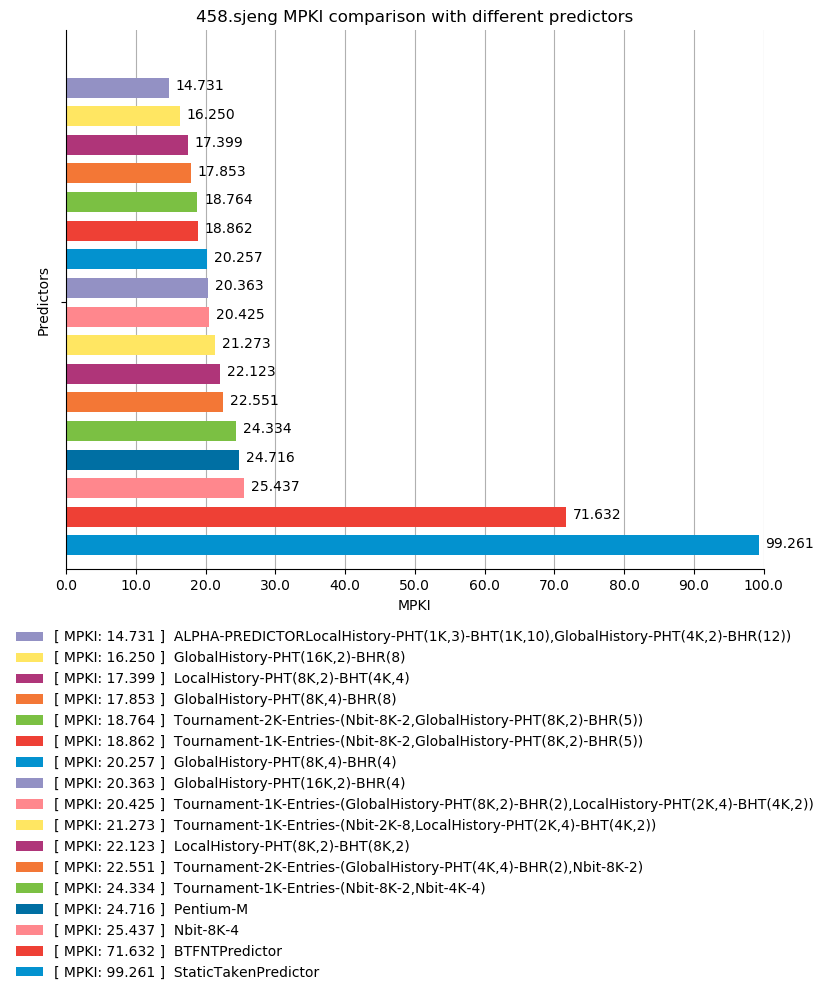 458.sjeng MPKI comparison with different predictors
14.731
16.250
17.399
17.853
18.764
18.862
20.257
20.363
20.425
21.273
22.123
22.551
24.334
24.716
25.437
71.632
99.261
Predictors
0.0 10.0 20.0 30.0 40.0 50.0 60.0 70.0 80.0 90.0 100.0
MPKI
[ MPKI: 14.731 ] ALPHA-PREDICTORLocalHistory-PHT(1K,3)-BHT(1K,10),GlobalHistory-PHT(4K,2)-BHR(12))
[ MPKI: 16.250 ] GlobalHistory-PHT(16K,2)-BHR(8)
[ MPKI: 17.399 ] LocalHistory-PHT(8K,2)-BHT(4K,4)
[ MPKI: 17.853 ] GlobalHistory-PHT(8K,4)-BHR(8)
[ MPKI: 18.764 ] Tournament-2K-Entries-(Nbit-8K-2,GlobalHistory-PHT(8K,2)-BHR(5))
[ MPKI: 18.862 ] Tournament-1K-Entries-(Nbit-8K-2,GlobalHistory-PHT(8K,2)-BHR(5))
[ MPKI: 20.257 ] GlobalHistory-PHT(8K,4)-BHR(4)
[ MPKI: 20.363 ] GlobalHistory-PHT(16K,2)-BHR(4)
[ MPKI: 20.425 ] Tournament-1K-Entries-(GlobalHistory-PHT(8K,2)-BHR(2),LocalHistory-PHT(2K,4)-BHT(4K,2))
[ MPKI: 21.273 ] Tournament-1K-Entries-(Nbit-2K-8,LocalHistory-PHT(2K,4)-BHT(4K,2))
[ MPKI: 22.123 ] LocalHistory-PHT(8K,2)-BHT(8K,2)
[ MPKI: 22.551 ] Tournament-2K-Entries-(GlobalHistory-PHT(4K,4)-BHR(2),Nbit-8K-2)
[ MPKI: 24.334 ] Tournament-1K-Entries-(Nbit-8K-2,Nbit-4K-4)
[ MPKI: 24.716 ] Pentium-M
[ MPKI: 25.437 ] Nbit-8K-4
[ MPKI: 71.632 ] BTFNTPredictor
[ MPKI: 99.261 ] StaticTakenPredictor